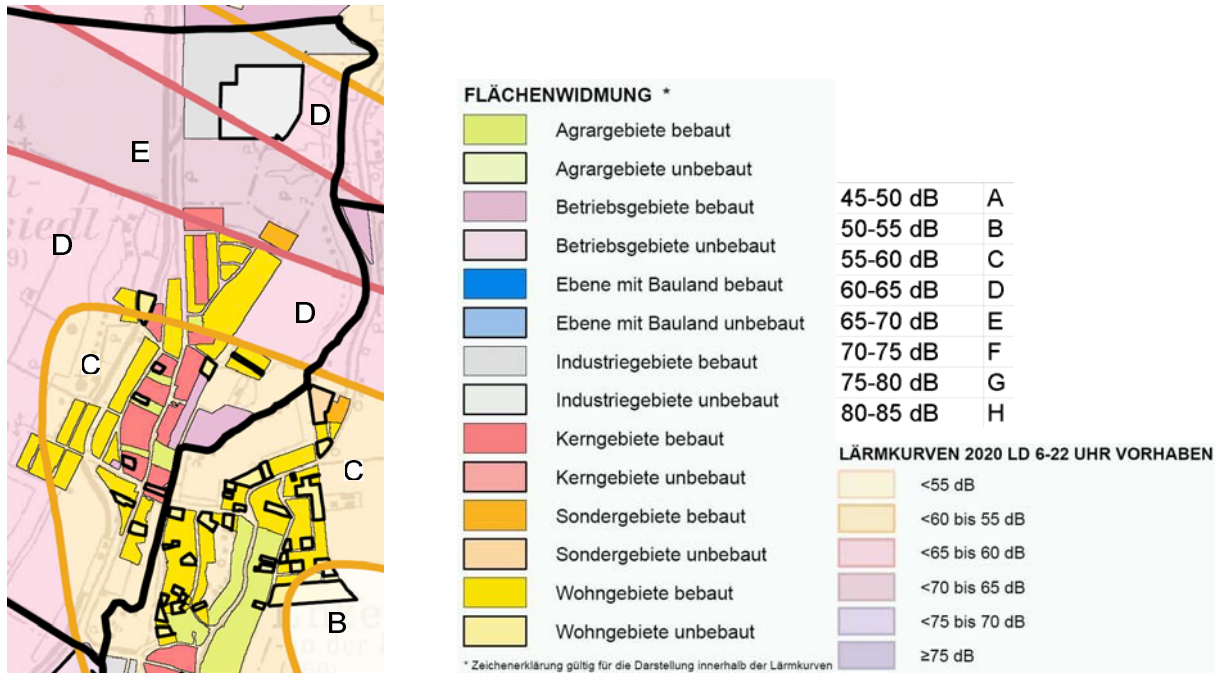 D
E
D
siedl
D
C
C
B
FLÄCHENWIDMUNG *
Agrargebiete bebaut
Agrargebiete unbebaut
Betriebsgebiete bebaut
Betriebsgebiete unbebaut
Ebene mit Bauland bebaut
Ebene mit Bauland unbebaut
Industriegebiete bebaut
Industriegebiete unbebaut
Kerngebiete bebaut
Kerngebiete unbebaut
Sondergebiete bebaut
Sondergebiete unbebaut
Wohngebiete bebaut
Wohngebiete unbebaut
* Zeichenerklärung gültig für die Darstellung innerhalb der Lärmkurven
45-50 dB A
50-55 dB B
55-60 dB C
60-65 dB D
65-70 dB E
70-75 dB F
75-80 dB G
80-85 dB H
LÄRMKURVEN 2020 LD 6-22 UHR VORHABEN
<55 dB
<60 bis 55 dB
<65 bis 60 dB
<70 bis 65 dB
<75 bis 70 dB
≥75 dB